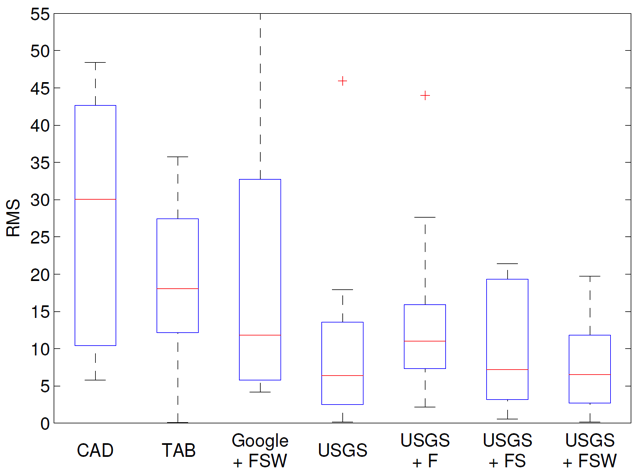 55
50
45
40
35
30
25
20
15
10
5
0
RMS
CAD
TAB
Google
+ FSW
USGS
USGS
+ F
USGS
+ FS
USGS
+ FSW